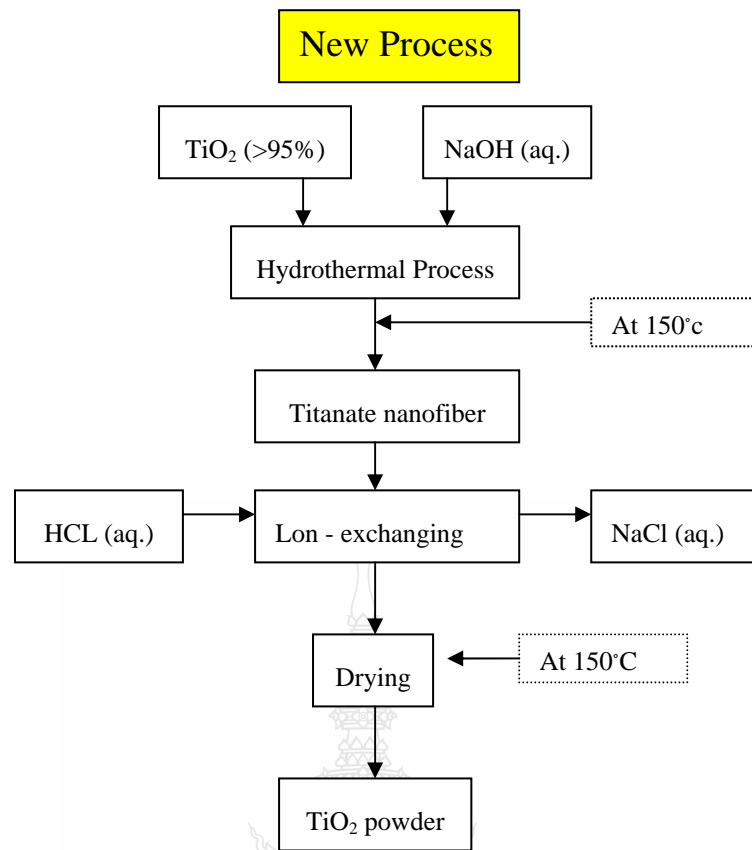 New Process
TiO₂ (>95%)
NaOH (aq.)
Hydrothermal Process
At 150˚c
Titanate nanofiber
HCL (aq.)
Lon - exchanging
NaCl (aq.)
Drying
At 150˚C
TiO₂ powder